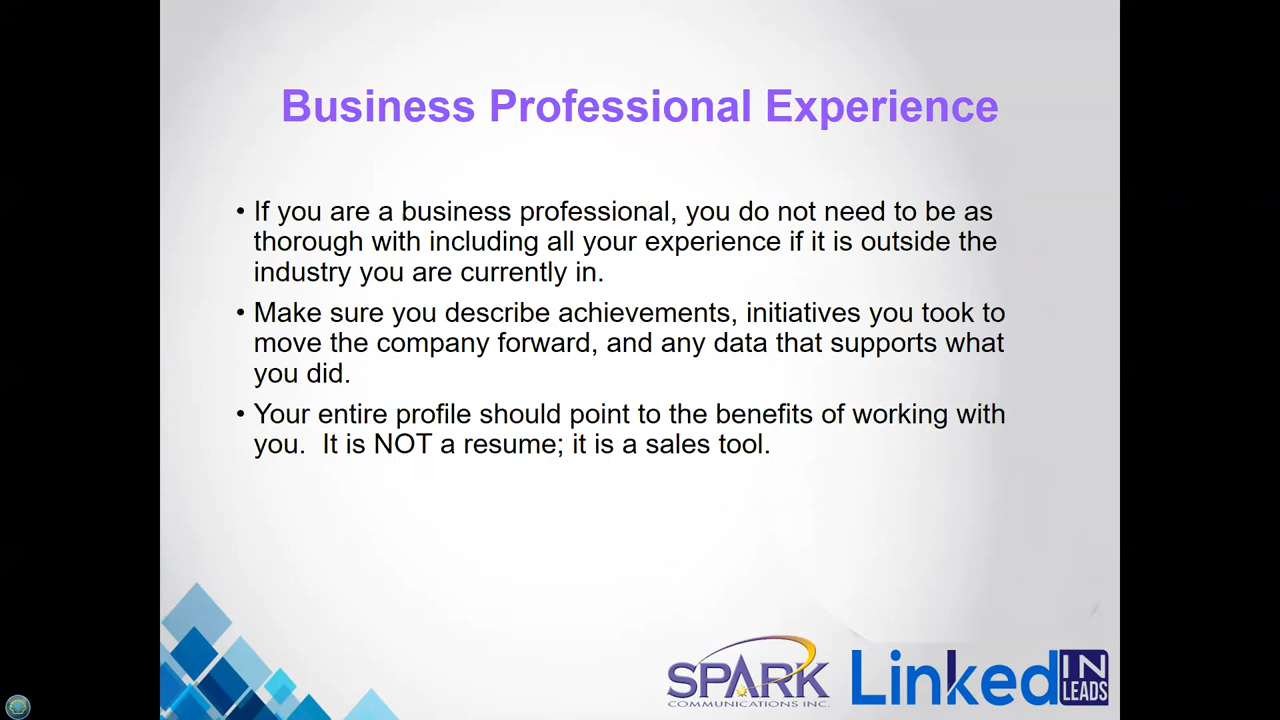 Business Professional Experience
• If you are a business professional, you do not need to be as
thorough with including all your experience if it is outside the
industry you are currently in.
• Make sure you describe achievements, initiatives you took to
move the company forward, and any data that supports what
you did.
• Your entire profile should point to the benefits of working with
you.  It is NOT a resume; it is a sales tool.
SPARK
COMMUNICATIONS INC.
Linked IN
LEADS